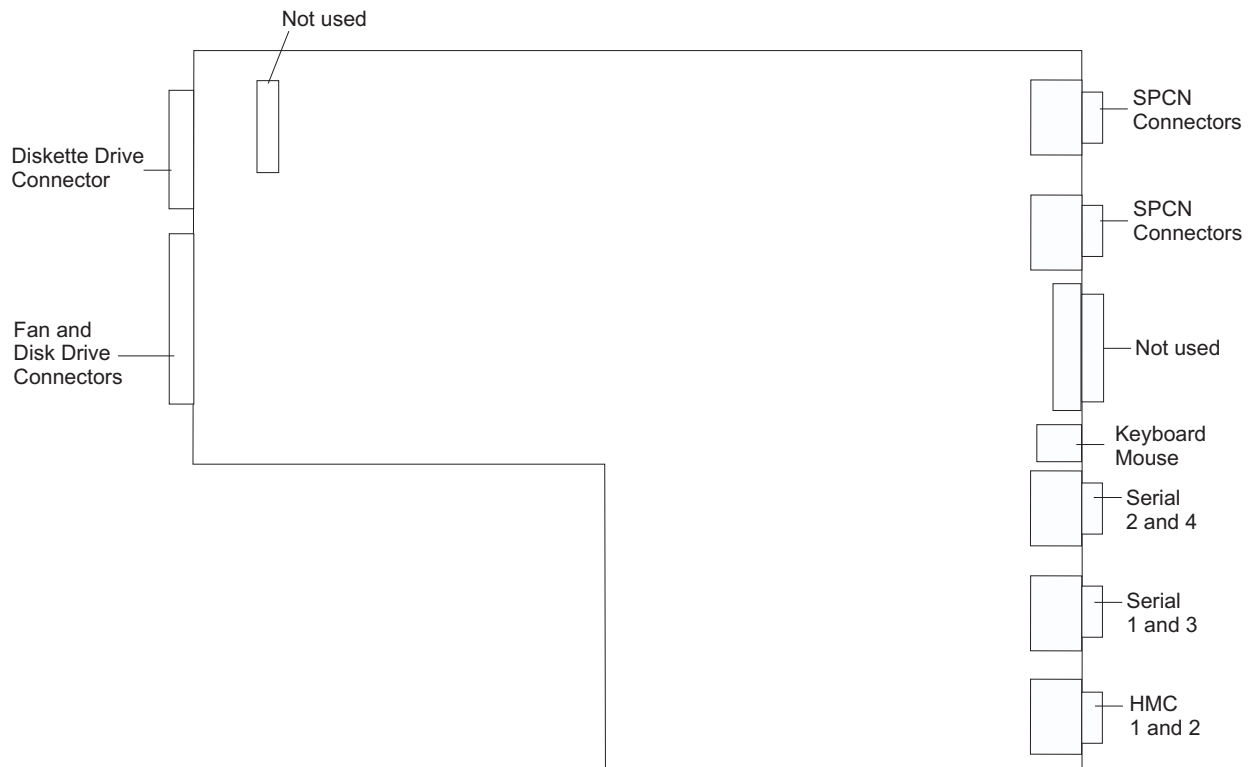 Not used
Diskette Drive
Connector
Fan and
Disk Drive
Connectors
SPCN
Connectors
SPCN
Connectors
Not used
Keyboard
Mouse
Serial
2 and 4
Serial
1 and 3
HMC
1 and 2